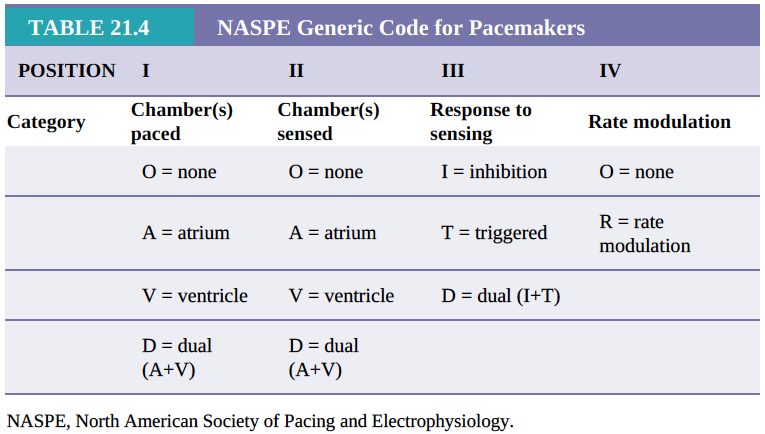 TABLE 21.4 NASPE Generic Code for Pacemakers
POSITION I II III IV
Category Chamber(s) paced Chamber(s) sensed Response to sensing Rate modulation
O = none O = none I = inhibition O = none
A = atrium A = atrium T = triggered R = rate modulation
V = ventricle V = ventricle D = dual (I+T)
D = dual (A+V) D = dual (A+V)
NASPE, North American Society of Pacing and Electrophysiology.